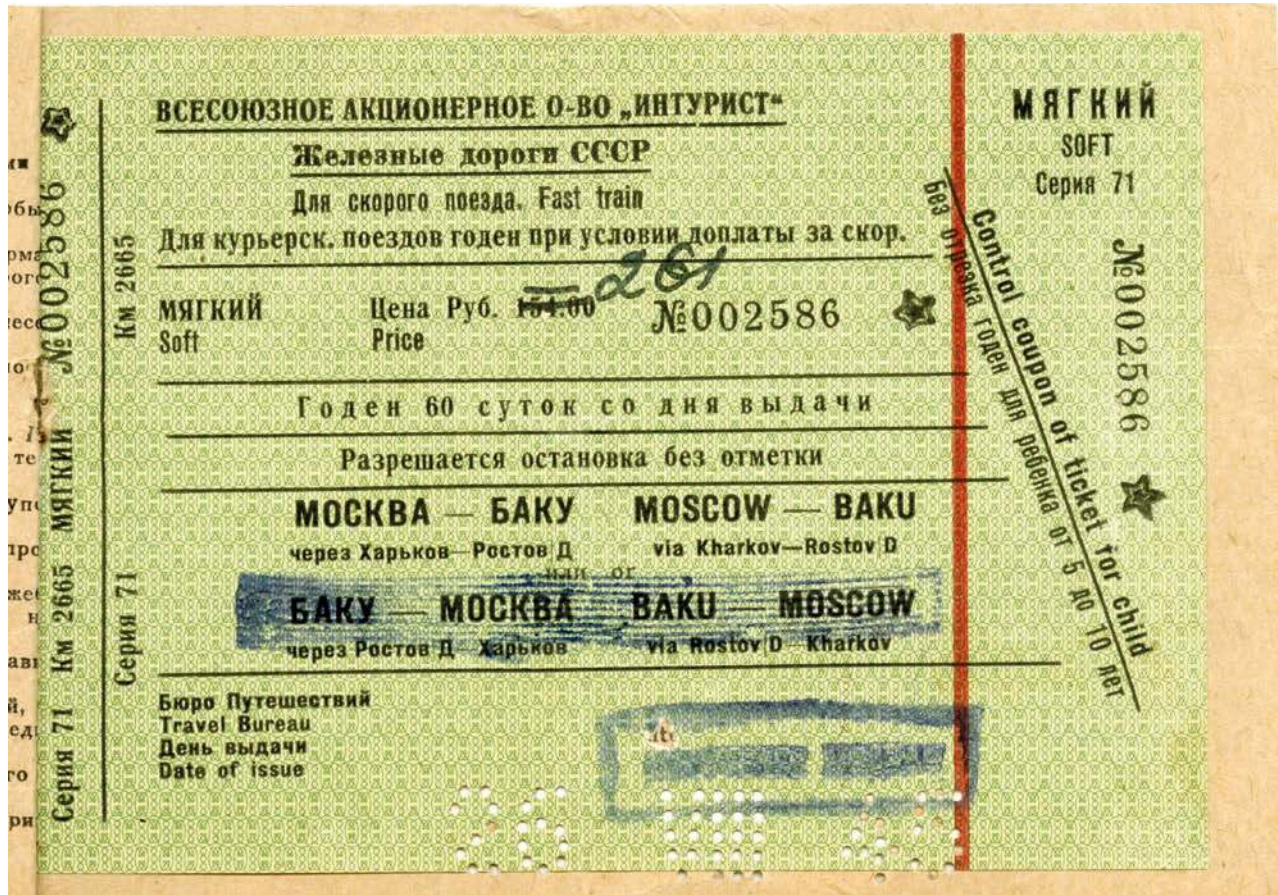 ВСЕСОЮЗНОЕ АКЦИОНЕРНОЕ О-ВО „ИНТУРИСТ“
Железные дороги СССР
Для скорого поезда. Fast train
Для курьерск. поездов годен при условии доплаты за скор.
261
МЯГКИЙ Цена Руб. 154.00 №002586
Soft Price
Годен 60 суток со дня выдачи
Разрешается остановка без отметки
МОСКВА — БАКУ MOSCOW — BAKU
через Харьков—Ростов Д via Kharkov—Rostov D
или or
БАКУ — МОСКВА BAKU — MOSCOW
через Ростов Д—Харьков via Rostov D—Kharkov
Бюро Путешествий
Travel Bureau
День выдачи
Date of issue
Серия 71 Км 2665 МЯГКИЙ №002586
Серия 71 Км 2665
МЯГКИЙ
SOFT
Серия 71
№002586
Control coupon of ticket for child
Без отрезка годен для ребенка от 5 до 10 лет